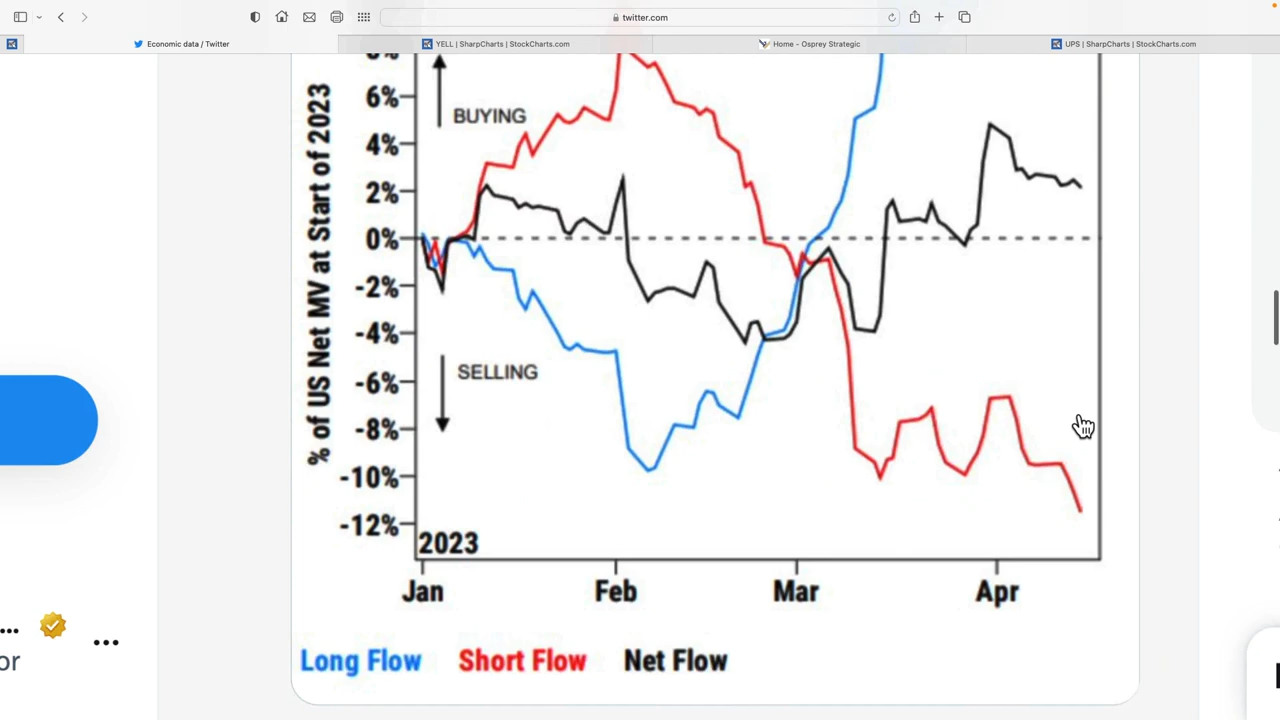 twitter.com
Economic data / Twitter
YELL | SharpCharts | StockCharts.com
Home - Osprey Strategic
UPS | SharpCharts | StockCharts.com
% of US Net MV at Start of 2023
6%
4%
2%
0%
-2%
-4%
-6%
-8%
-10%
-12%
BUYING
SELLING
2023
Jan Feb Mar Apr
Long Flow Short Flow Net Flow
...
or